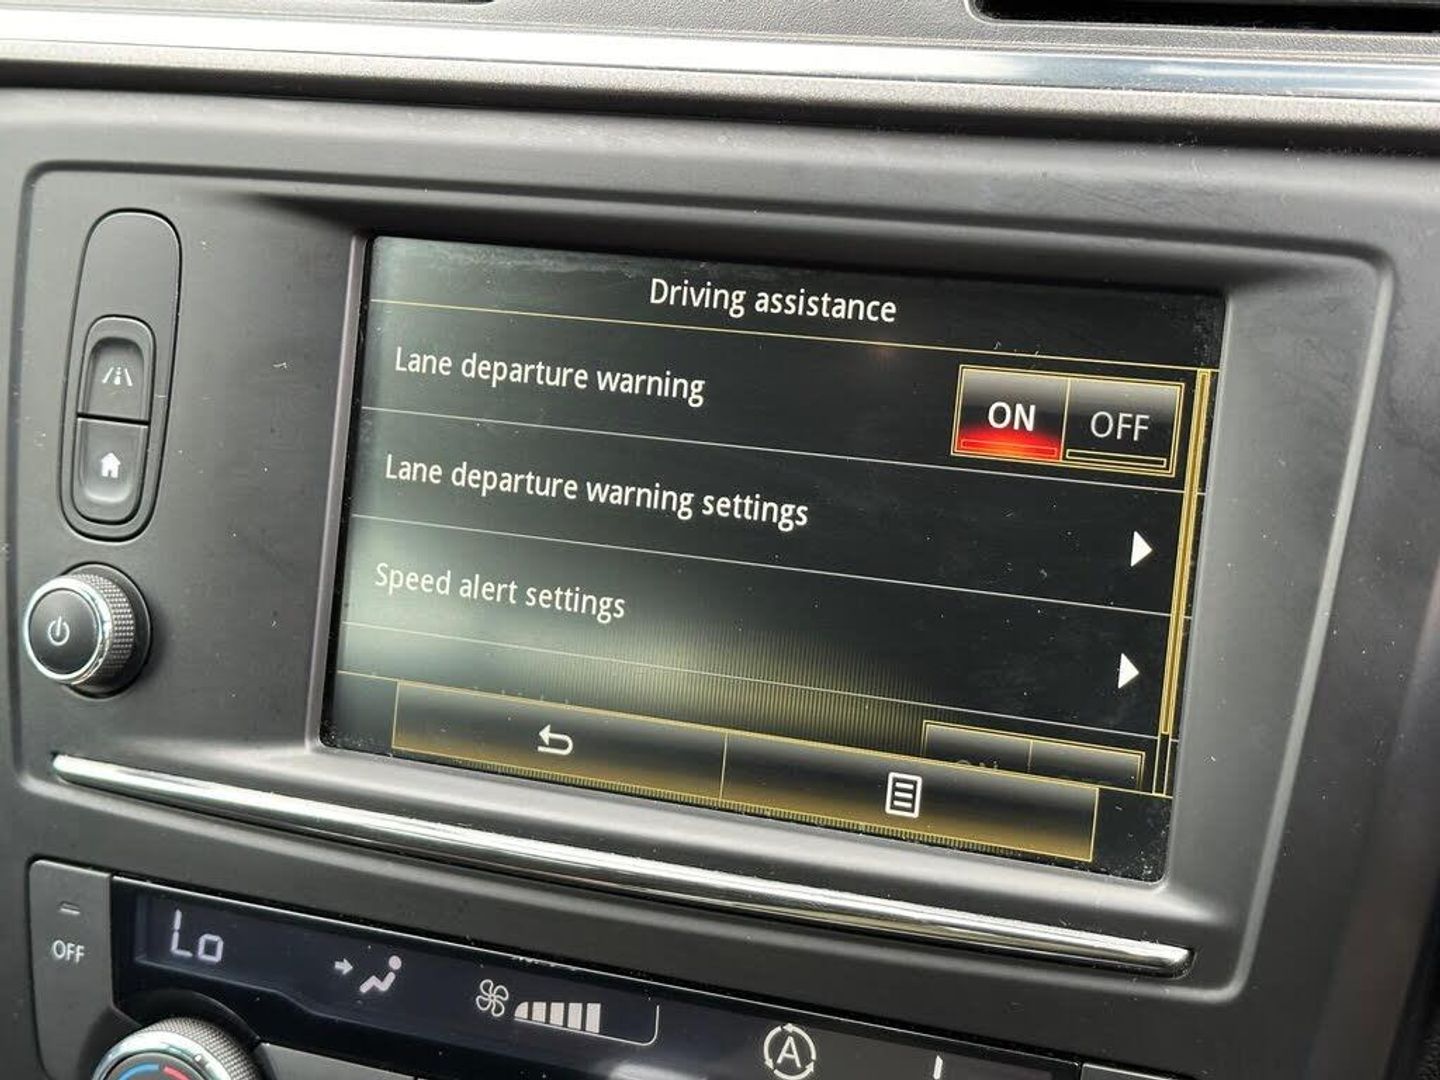 Driving assistance
Lane departure warning
ON OFF
Lane departure warning settings
Speed alert settings
OFF
Lo
A